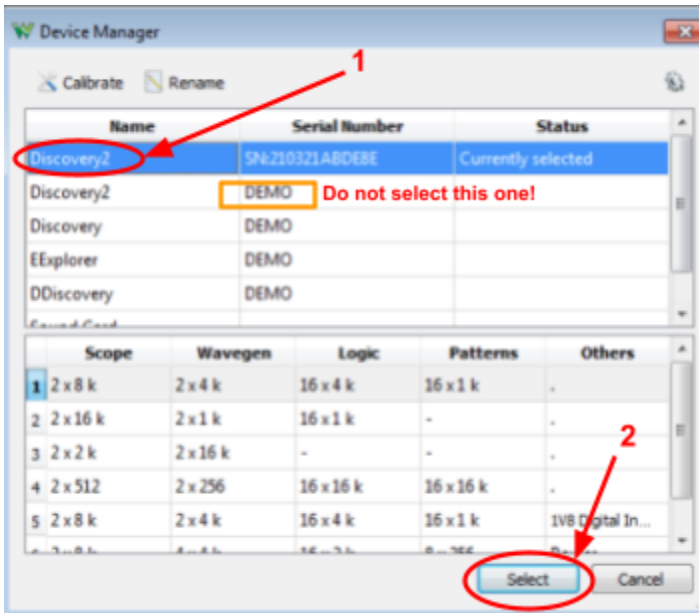 Device Manager
1
Calibrate Rename
Name Serial Number Status
Discovery2 SN:210321ABDE8E Currently selected
Discovery2 DEMO Do not select this one!
Discovery DEMO
EExplorer DEMO
DDiscovery DEMO
Sound Card
Scope Wavegen Logic Patterns Others
1 2 x 8 k 2 x 4 k 16 x 4 k 16 x 1 k .
2 2 x 16 k 2 x 1 k 16 x 1 k - .
2
3 2 x 2 k 2 x 16 k - - .
4 2 x 512 2 x 256 16 x 16 k 16 x 16 k .
5 2 x 8 k 2 x 4 k 16 x 4 k 16 x 1 k 1V8 Digital In...
Select Cancel